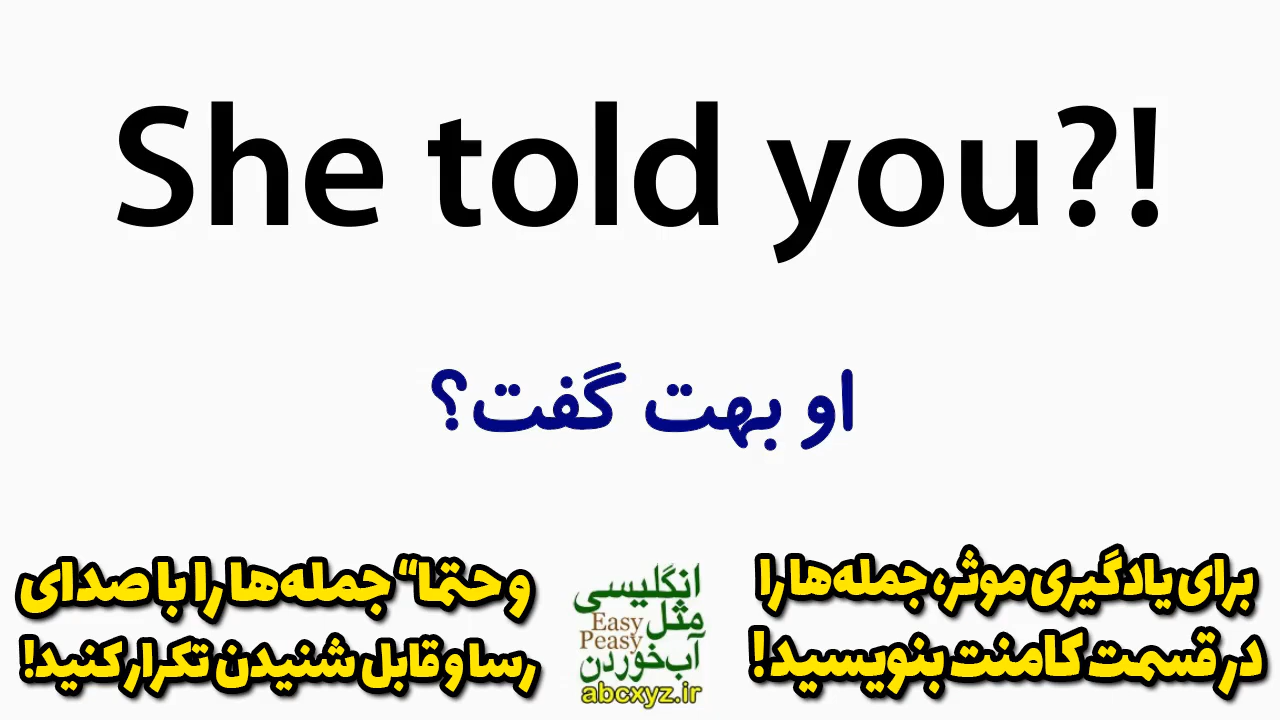 She told you?!
او بهت گفت؟
برای یادگیری موثر، جمله‌ها را
در قسمت کامنت بنویسید!
و حتما“ جمله‌ها را با صدای
رسا و قابل شنیدن تکرار کنید!
انگلیسی
مثل
Easy
Peasy
آب خوردن
abcxyz.ir